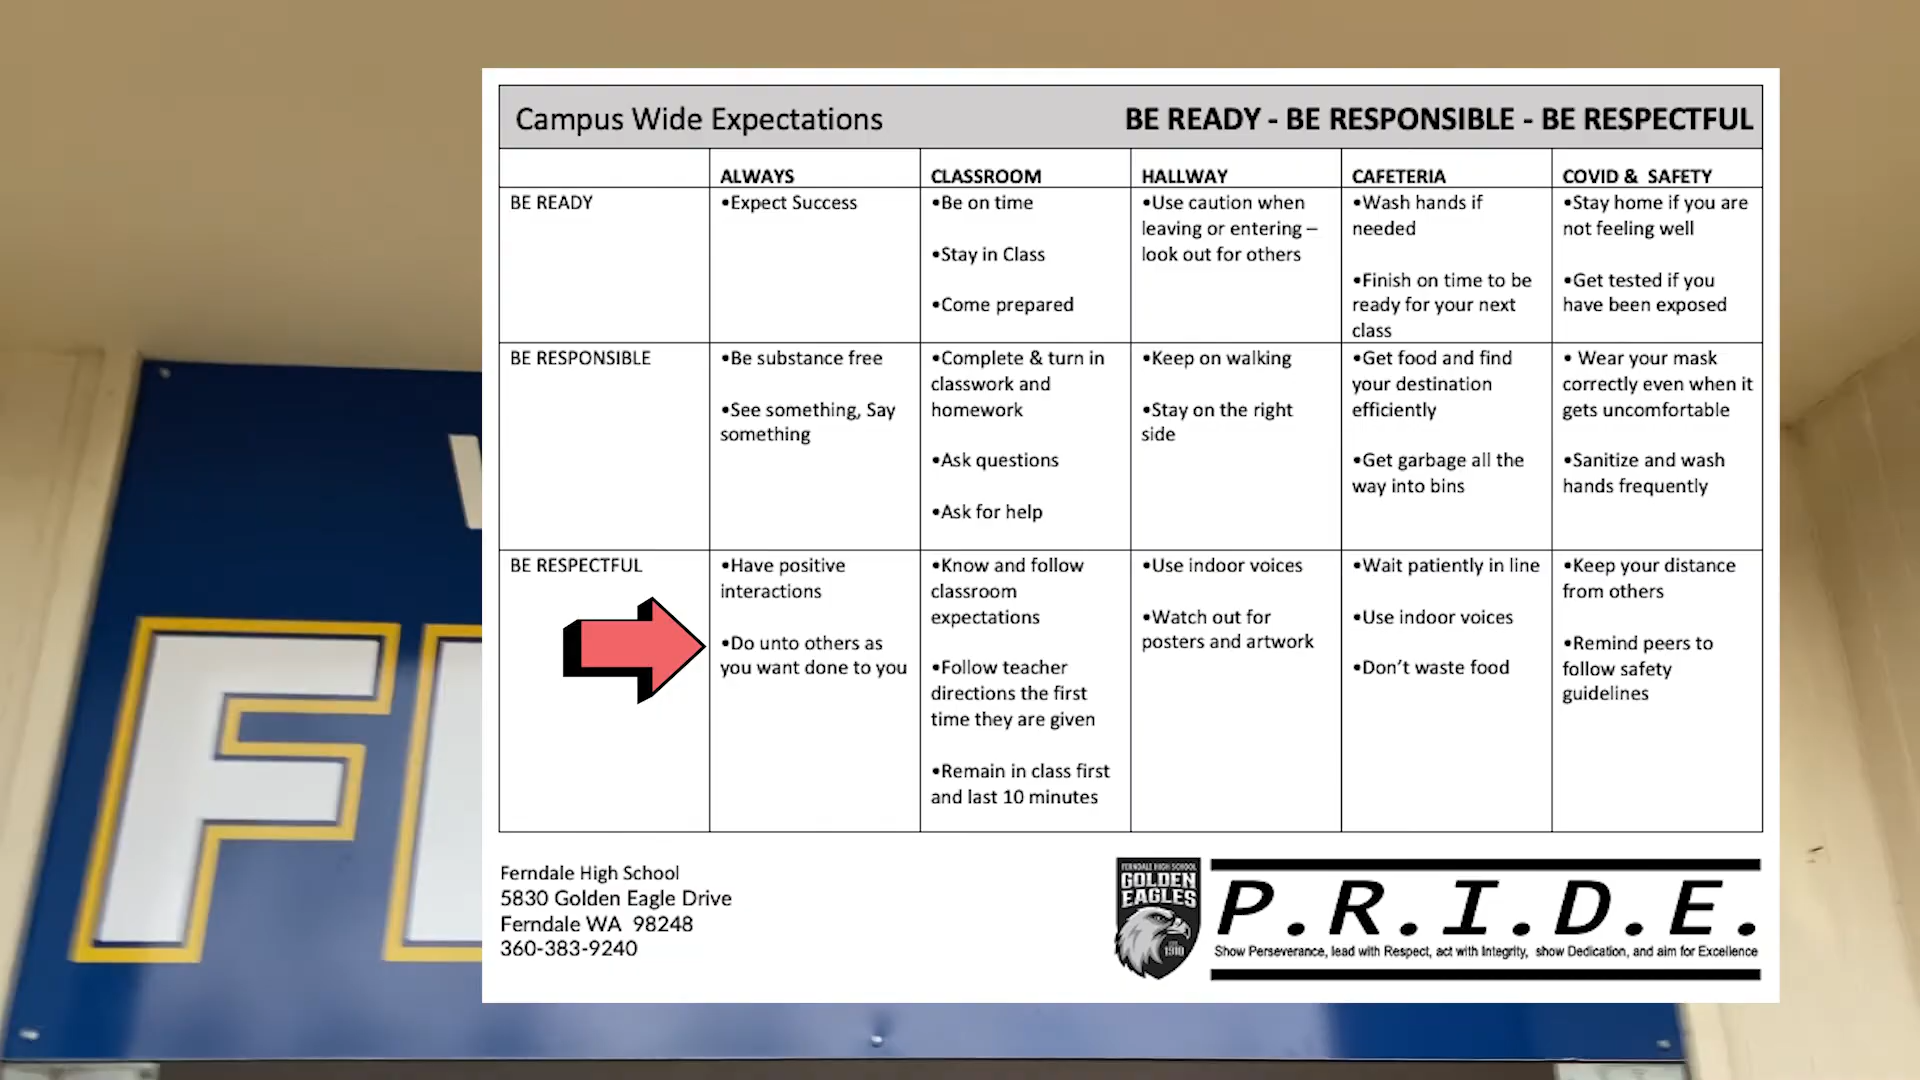 Campus Wide Expectations BE READY - BE RESPONSIBLE - BE RESPECTFUL
ALWAYS CLASSROOM HALLWAY CAFETERIA COVID & SAFETY
BE READY
•Expect Success
•Be on time
•Stay in Class
•Come prepared
•Use caution when
leaving or entering –
look out for others
•Wash hands if
needed
•Finish on time to be
ready for your next
class
•Stay home if you are
not feeling well
•Get tested if you
have been exposed
BE RESPONSIBLE
•Be substance free
•See something, Say
something
•Complete & turn in
classwork and
homework
•Ask questions
•Ask for help
•Keep on walking
•Stay on the right
side
•Get food and find
your destination
efficiently
•Get garbage all the
way into bins
• Wear your mask
correctly even when it
gets uncomfortable
•Sanitize and wash
hands frequently
BE RESPECTFUL
•Have positive
interactions
•Do unto others as
you want done to you
•Know and follow
classroom
expectations
•Follow teacher
directions the first
time they are given
•Remain in class first
and last 10 minutes
•Use indoor voices
•Watch out for
posters and artwork
•Wait patiently in line
•Use indoor voices
•Don’t waste food
•Keep your distance
from others
•Remind peers to
follow safety
guidelines
Ferndale High School
5830 Golden Eagle Drive
Ferndale WA 98248
360-383-9240
FERNDALE HIGH SCHOOL
GOLDEN
EAGLES
P.R.I.D.E.
Show Perseverance, lead with Respect, act with Integrity, show Dedication, and aim for Excellence